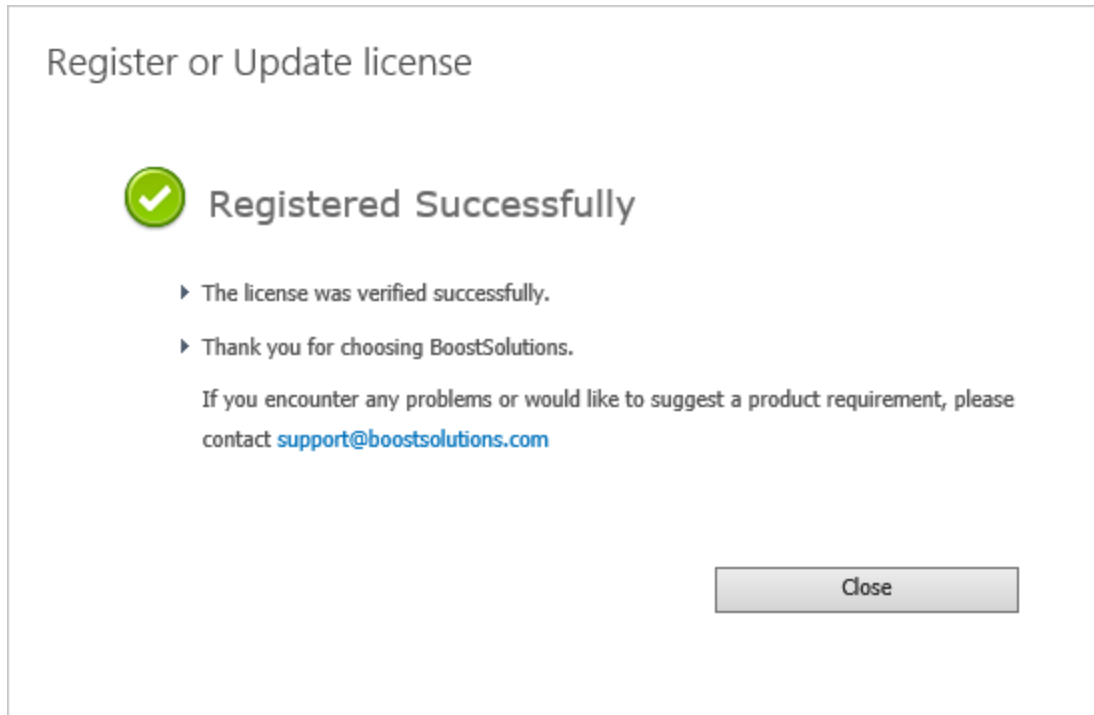 Register or Update license
Registered Successfully
The license was verified successfully.
Thank you for choosing BoostSolutions.
If you encounter any problems or would like to suggest a product requirement, please
contact support@boostsolutions.com
Close